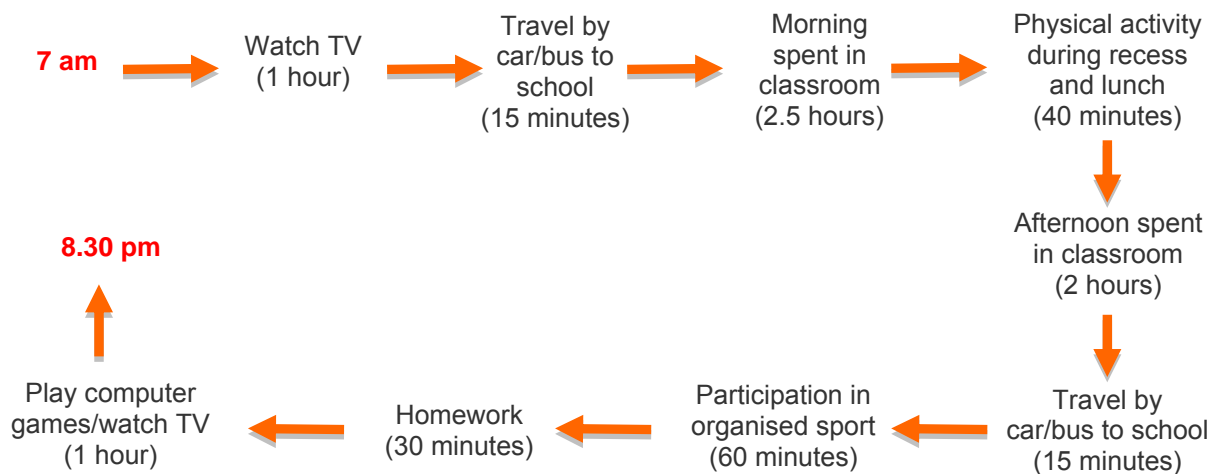 7 am
Watch TV
(1 hour)
Travel by
car/bus to
school
(15 minutes)
Morning
spent in
classroom
(2.5 hours)
Physical activity
during recess
and lunch
(40 minutes)
Afternoon spent
in classroom
(2 hours)
Travel by
car/bus to school
(15 minutes)
Participation in
organised sport
(60 minutes)
Homework
(30 minutes)
Play computer
games/watch TV
(1 hour)
8.30 pm